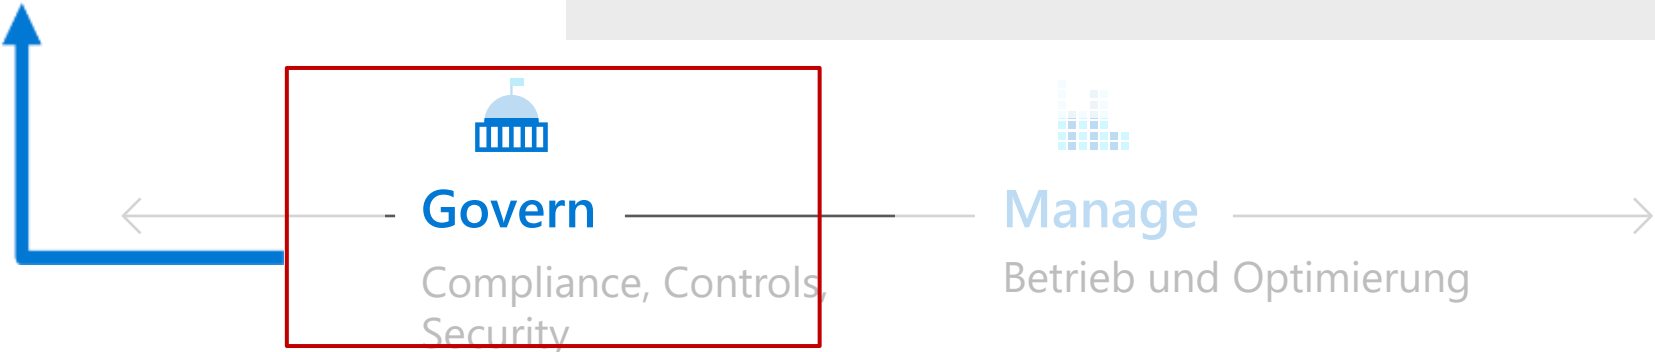 Govern
Compliance, Controls,
Security
Manage
Betrieb und Optimierung